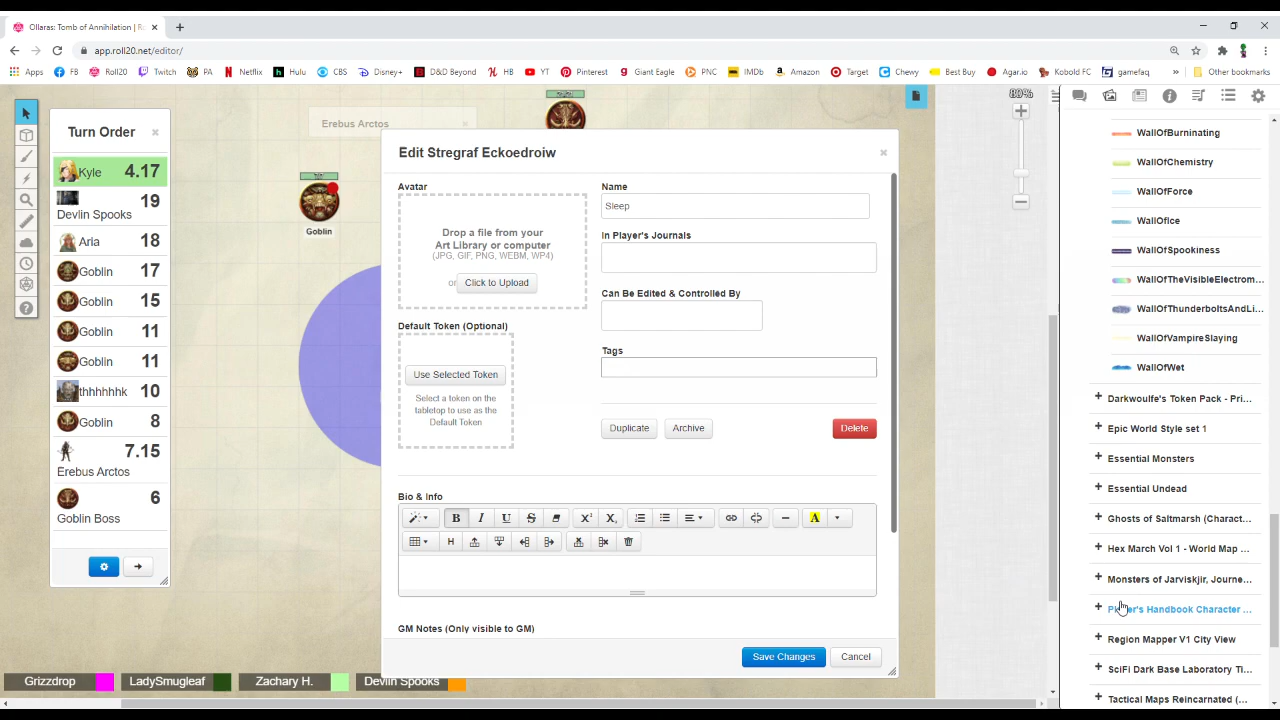 Ollaras: Tomb of Annihilation | R
app.roll20.net/editor/
Apps FB Roll20 Twitch PA Netflix Hulu CBS Disney+ D&D Beyond HB YT Pinterest Giant Eagle PNC IMDb Amazon Target Chewy Best Buy Agar.io Kobold FC gamefaq. » Other bookmarks
Turn Order
Kyle 4.17
Devlin Spooks 19
Arla 18
Goblin 17
Goblin 15
Goblin 11
Goblin 11
thhhhhhk 10
Goblin 8
Erebus Arctos 7.15
Goblin Boss 6
Erebus Arctos
Goblin
Edit Stregraf Eckoedroiw
Avatar
Drop a file from your
Art Library or computer
(JPG, GIF, PNG, WEBM, WP4)
or Click to Upload
Default Token (Optional)
Use Selected Token
Select a token on the
tabletop to use as the
Default Token
Name
Sleep
In Player's Journals
Can Be Edited & Controlled By
Tags
Duplicate Archive Delete
Bio & Info
GM Notes (Only visible to GM)
Save Changes Cancel
Grizzdrop LadySmugleaf Zachary H. Devlin Spooks
80%
WallOfBurninating
WallOfChemistry
WallOfForce
WallOfIce
WallOfSpookiness
WallOfTheVisibleElectrom...
WallOfThunderboltsAndLi...
WallOfVampireSlaying
WallOfWet
Darkwoulfe's Token Pack - Pri...
Epic World Style set 1
Essential Monsters
Essential Undead
Ghosts of Saltmarsh (Charact...
Hex March Vol 1 - World Map ...
Monsters of Jarviskjir, Journe...
Player's Handbook Character ...
Region Mapper V1 City View
SciFi Dark Base Laboratory Ti...
Tactical Maps Reincarnated (...